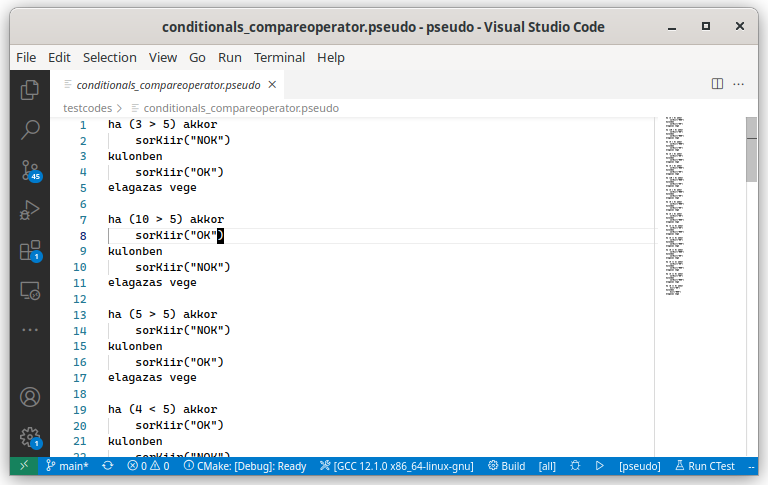 conditionals_compareoperator.pseudo - pseudo - Visual Studio Code
File Edit Selection View Go Run Terminal Help
conditionals_compareoperator.pseudo
testcodes > conditionals_compareoperator.pseudo
1 ha (3 > 5) akkor
2 sorKiir("NOK")
3 kulonben
4 sorKiir("OK")
5 elagazas vege
6
7 ha (10 > 5) akkor
8 sorKiir("OK")
9 kulonben
10 sorKiir("NOK")
11 elagazas vege
12
13 ha (5 > 5) akkor
14 sorKiir("NOK")
15 kulonben
16 sorKiir("OK")
17 elagazas vege
18
19 ha (4 < 5) akkor
20 sorKiir("OK")
21 kulonben
22 sorKiir("NOK")
45
1
1
main* 0 0 CMake: [Debug]: Ready [GCC 12.1.0 x86_64-linux-gnu] Build [all] [pseudo] Run CTest --